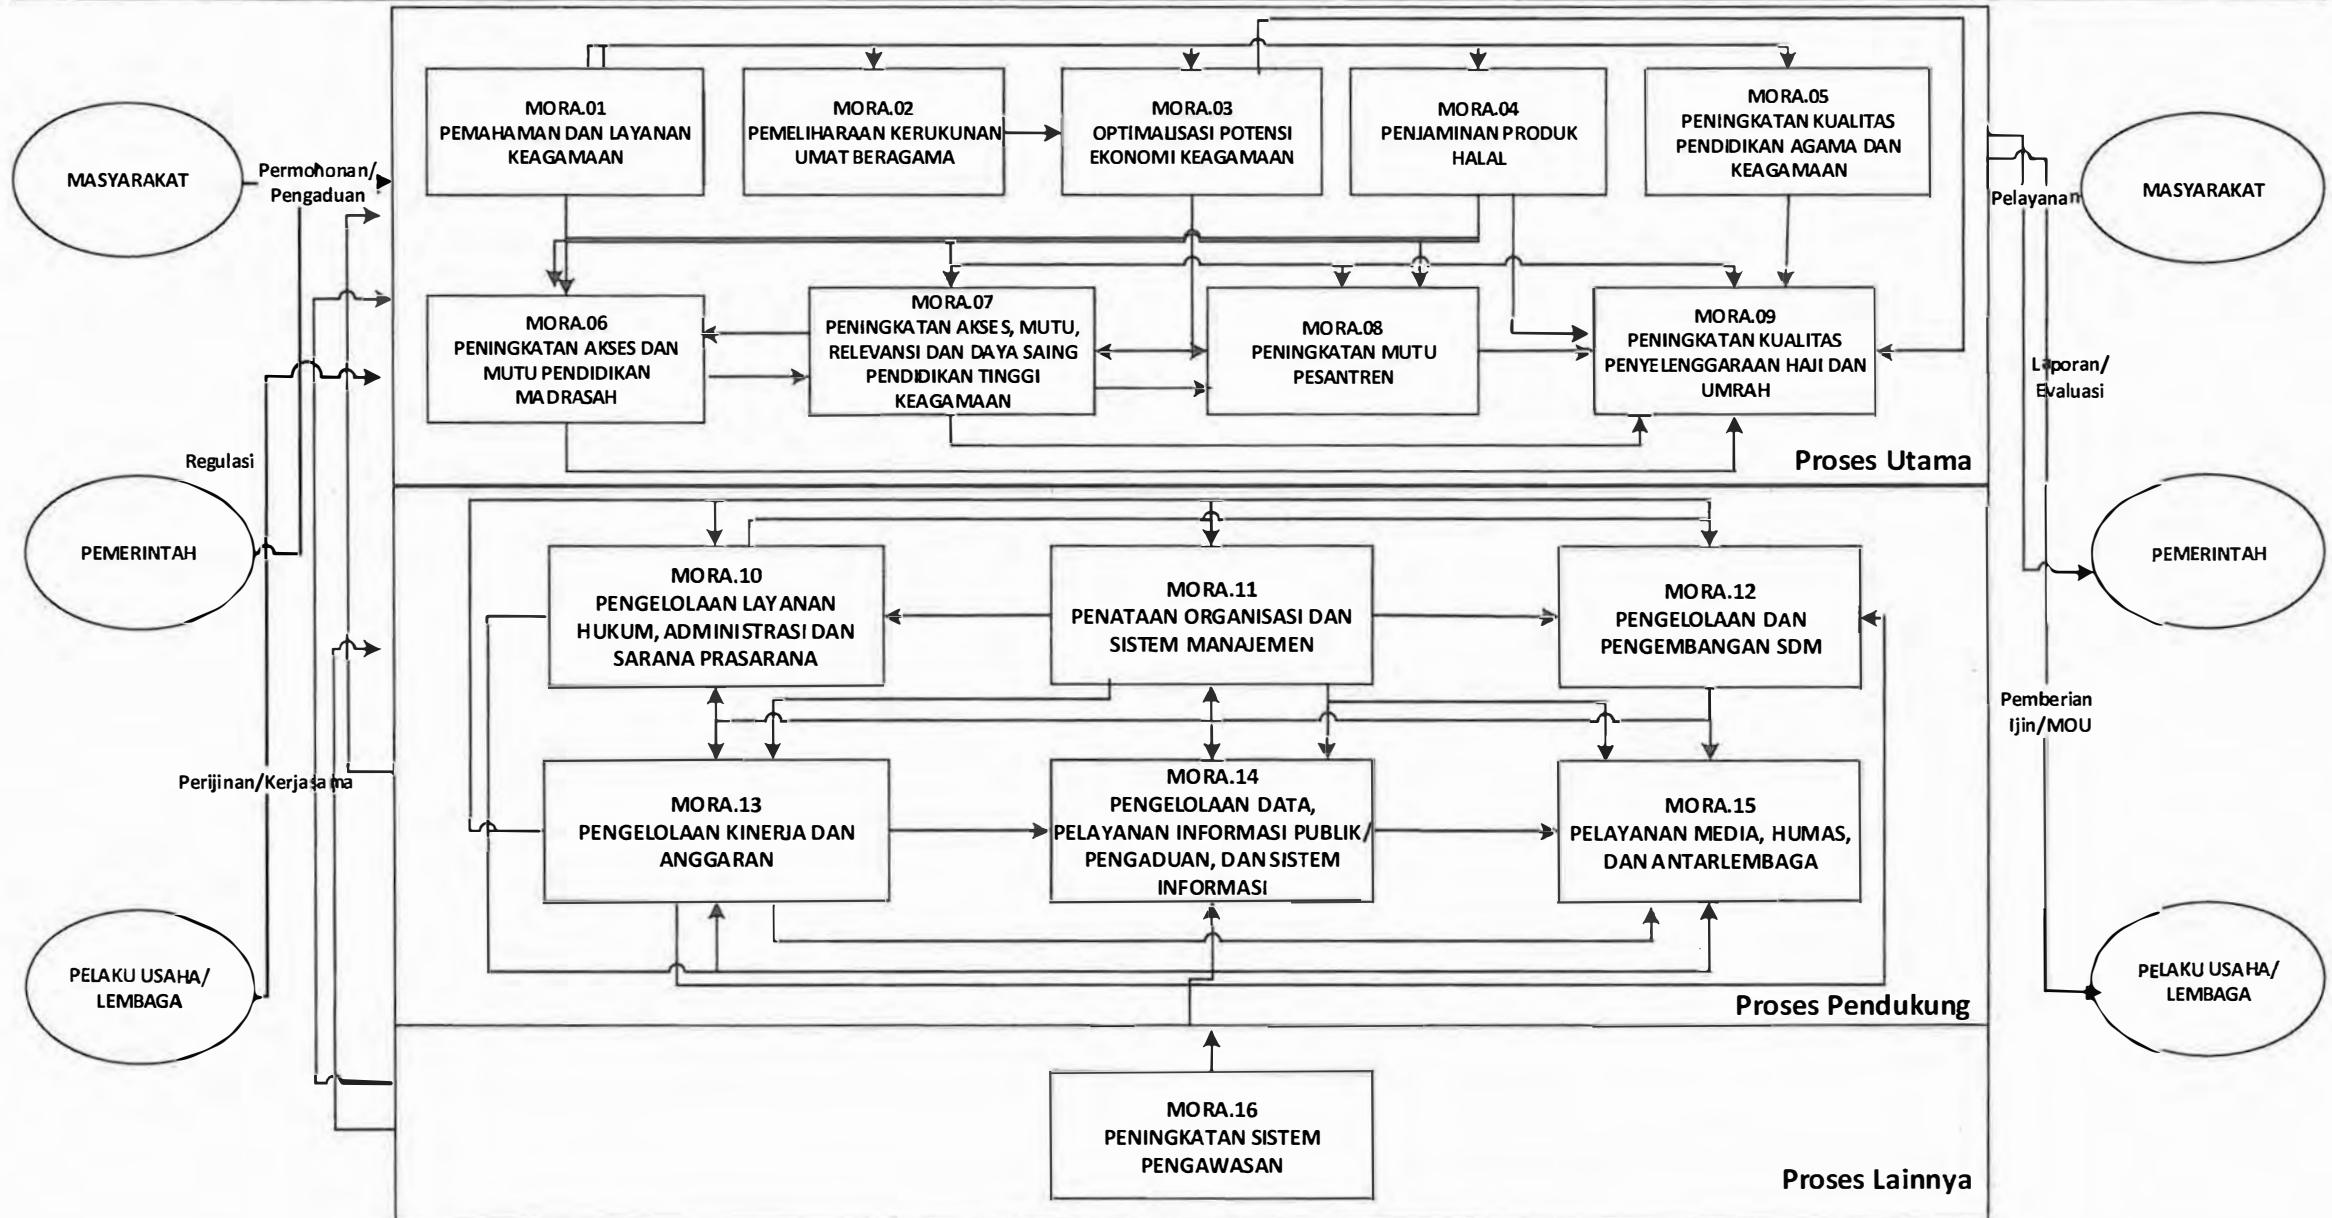 MORA.01
PEMAHAMAN DAN LAYANAN
KEAGAMAAN
MORA.02
PEMELIHARAAN KERUKUNAN
UMAT BERAGAMA
MORA.03
OPTIMALISASI POTENSI
EKONOMI KEAGAMAAN
MORA.04
PENJAMINAN PRODUK
HALAL
MORA.05
PENINGKATAN KUALITAS
PENDIDIKAN AGAMA DAN
KEAGAMAAN
MASYARAKAT
Permohonan/
Pengaduan
Pelayanan
MASYARAKAT
MORA.06
PENINGKATAN AKSES DAN
MUTU PENDIDIKAN
MADRASAH
MORA.07
PENINGKATAN AKSES, MUTU,
RELEVANSI DAN DAYA SAING
PENDIDIKAN TINGGI
KEAGAMAAN
MORA.08
PENINGKATAN MUTU
PESANTREN
MORA.09
PENINGKATAN KUALITAS
PENYELENGGARAAN HAJI DAN
UMRAH
Laporan/
Evaluasi
Regulasi
Proses Utama
PEMERINTAH
PEMERINTAH
MORA.10
PENGELOLAAN LAYANAN
HUKUM, ADMINISTRASI DAN
SARANA PRASARANA
MORA.11
PENATAAN ORGANISASI DAN
SISTEM MANAJEMEN
MORA.12
PENGELOLAAN DAN
PENGEMBANGAN SDM
Pemberian
Ijin/MOU
Perijinan/Kerjasama
MORA.13
PENGELOLAAN KINERJA DAN
ANGGARAN
MORA.14
PENGELOLAAN DATA,
PELAYANAN INFORMASI PUBLIK/
PENGADUAN, DAN SISTEM
INFORMASI
MORA.15
PELAYANAN MEDIA, HUMAS,
DAN ANTARLEMBAGA
PELAKU USAHA/
LEMBAGA
PELAKU USAHA/
LEMBAGA
Proses Pendukung
MORA.16
PENINGKATAN SISTEM
PENGAWASAN
Proses Lainnya